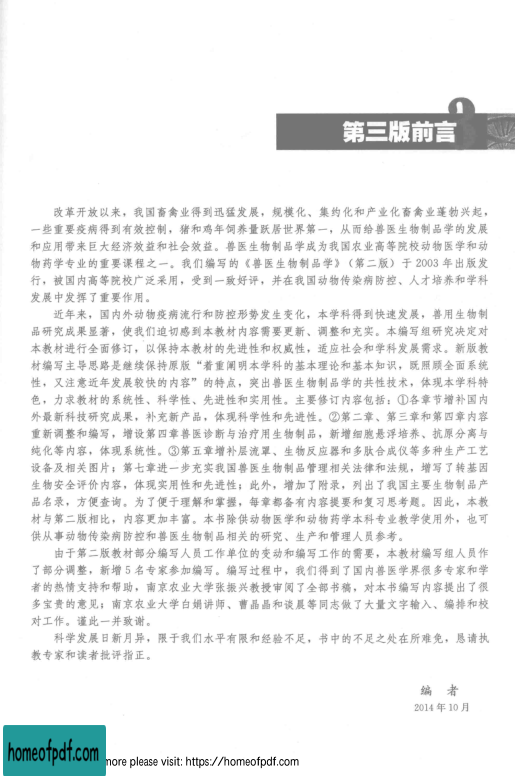 第三版前言
改革开放以来，我国畜禽业得到迅猛发展，规模化、集约化和产业化畜禽业蓬勃兴起，
一些重要疫病得到有效控制，猪和鸡年饲养量跃居世界第一，从而给兽医生物制品学的发展
和应用带来巨大经济效益和社会效益。兽医生物制品学成为我国农业高等院校动物医学和动
物药学专业的重要课程之一。我们编写的《兽医生物制品学》（第二版）于 2003 年出版发
行，被国内高等院校广泛采用，受到一致好评，并在我国动物传染病防控、人才培养和学科
发展中发挥了重要作用。
近年来，国内外动物疫病流行和防控形势发生变化，本学科得到快速发展，兽用生物制
品研究成果显著，使我们迫切感到本教材内容需要更新、调整和充实。本编写组研究决定对
本教材进行全面修订，以保持本教材的先进性和权威性，适应社会和学科发展需求。新版教
材编写主导思路是继续保持原版“着重阐明本学科的基本理论和基本知识，既照顾全面系统
性，又注意近年发展较快的内容”的特点，突出兽医生物制品学的共性技术，体现本学科特
色，力求教材的系统性、科学性、先进性和实用性。主要修订内容包括：①各章节增补国内
外最新科技研究成果，补充新产品，体现科学性和先进性。②第二章、第三章和第四章内容
重新调整和编写，增设第四章兽医诊断与治疗用生物制品，新增细胞悬浮培养、抗原分离与
纯化等内容，体现系统性。③第五章增补层流罩、生物反应器和多肽合成仪等多种生产工艺
设备及相关图片；第七章进一步充实我国兽医生物制品管理相关法律和法规，增写了转基因
生物安全评价内容，体现实用性和先进性；此外，增加了附录，列出了我国主要生物制品产
品名录，方便查询。为了便于理解和掌握，每章都备有内容提要和复习思考题。因此，本教
材与第二版相比，内容更加丰富。本书除供动物医学和动物药学本科专业教学使用外，也可
供从事动物传染病防控和兽医生物制品相关的研究、生产和管理人员参考。
由于第二版教材部分编写人员工作单位的变动和编写工作的需要，本教材编写组人员作
了部分调整，新增 5 名专家参加编写。编写过程中，我们得到了国内兽医学界很多专家和学
者的热情支持和帮助，南京农业大学张振兴教授审阅了全部书稿，对本书编写内容提出了很
多宝贵的意见；南京农业大学白娟讲师、曹晶晶和谈晨等同志做了大量文字输入、编排和校
对工作。谨此一并致谢。
科学发展日新月异，限于我们水平有限和经验不足，书中的不足之处在所难免，恳请执
教专家和读者批评指正。
编　者
2014 年 10 月
homeofpdf.com
more please visit: https://homeofpdf.com